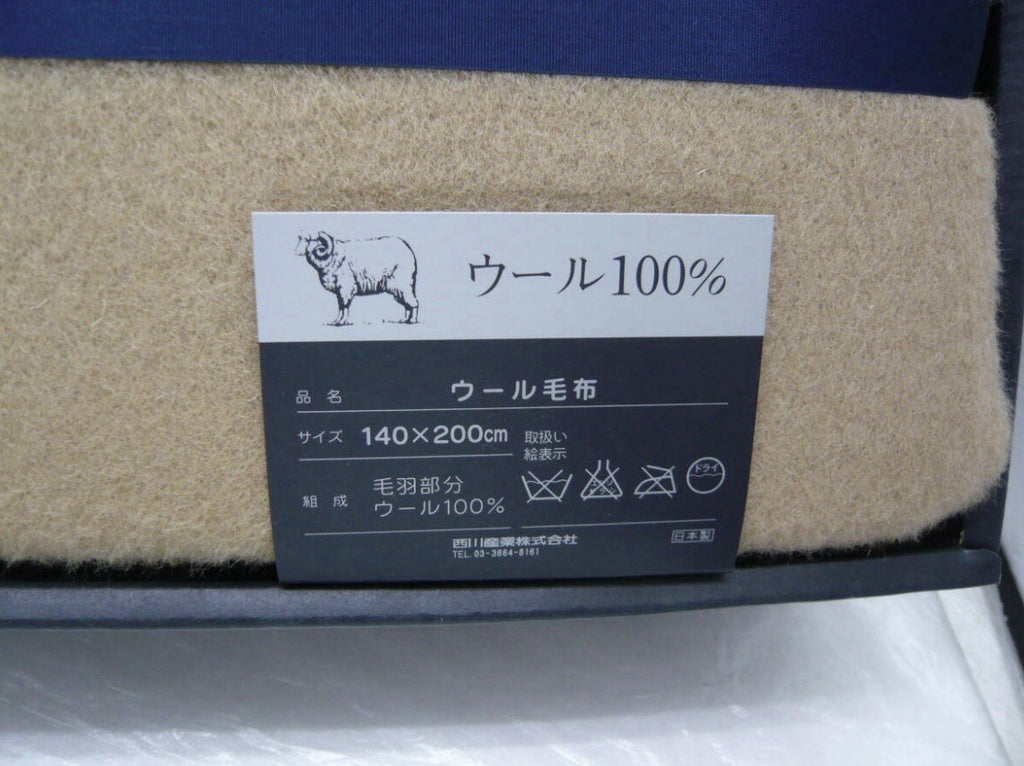 ウール100%
品名 ウール毛布
サイズ 140×200cm
取扱い
絵表示
組成 毛羽部分
ウール100%
ドライ
西川産業株式会社
TEL.03-3664-8161
日本製